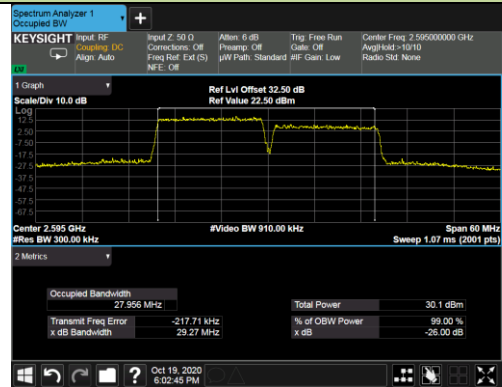 Spectrum Analyzer 1
Occupied BW
+
KEYSIGHT Input: RF Input Z: 50 Ω Atten: 6 dB Trig: Free Run Center Freq: 2.595000000 GHz
Coupling: DC Corrections: Off Preamp: Off Gate: Off Avg|Hold:>10/10
Align: Auto Freq Ref: Ext (S) µW Path: Standard #IF Gain: Low Radio Std: None
NFE: Off
1 Graph
Ref Lvl Offset 32.50 dB
Scale/Div 10.0 dB Ref Value 22.50 dBm
Log
12.5
2.50
-7.50
-17.5
-27.5
-37.5
-47.5
-57.5
-67.5
Center 2.595 GHz #Video BW 910.00 kHz Span 60 MHz
#Res BW 300.00 kHz Sweep 1.07 ms (2001 pts)
2 Metrics
Occupied Bandwidth
27.956 MHz Total Power 30.1 dBm
Transmit Freq Error -217.71 kHz % of OBW Power 99.00 %
x dB Bandwidth 29.27 MHz x dB -26.00 dB
? Oct 19, 2020
6:02:45 PM